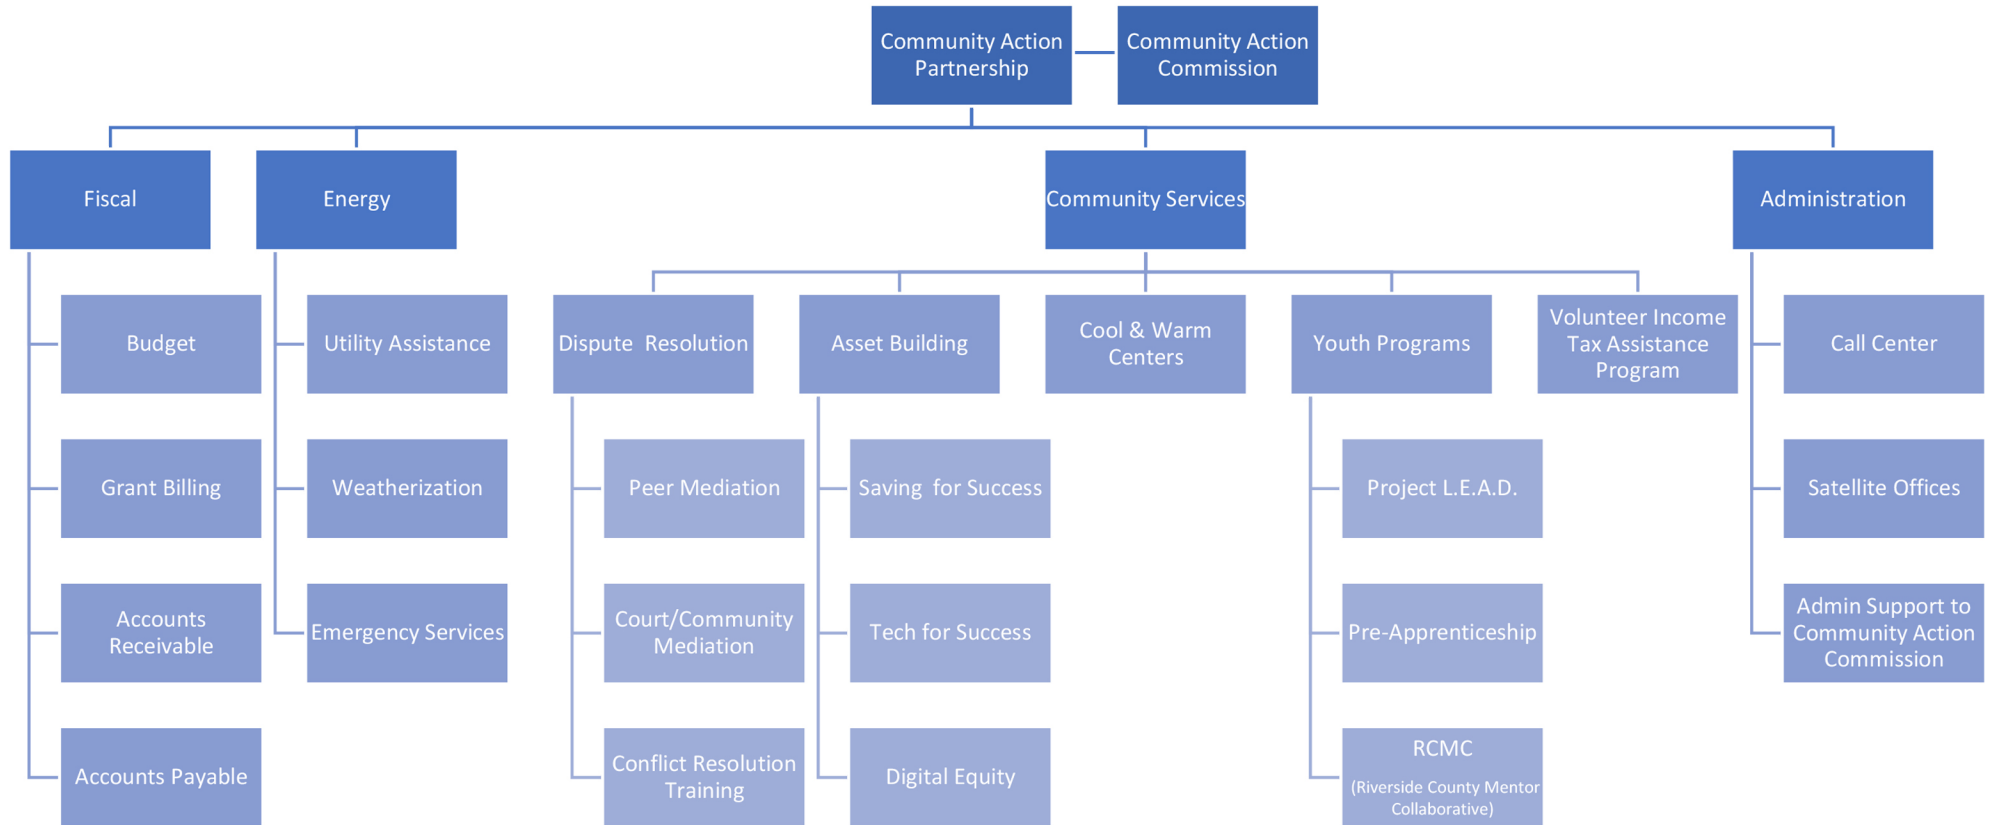 Community Action
Partnership
Community Action
Commission
Fiscal
Energy
Community Services
Administration
Budget
Utility Assistance
Dispute  Resolution
Asset Building
Cool & Warm
Centers
Youth Programs
Volunteer Income
Tax Assistance
Program
Call Center
Grant Billing
Weatherization
Peer Mediation
Saving  for Success
Project L.E.A.D.
Satellite Offices
Accounts
Receivable
Emergency Services
Court/Community
Mediation
Tech for Success
Pre-Apprenticeship
Admin Support to
Community Action
Commission
Accounts Payable
Conflict Resolution
Training
Digital Equity
RCMC
(Riverside County Mentor
Collaborative)